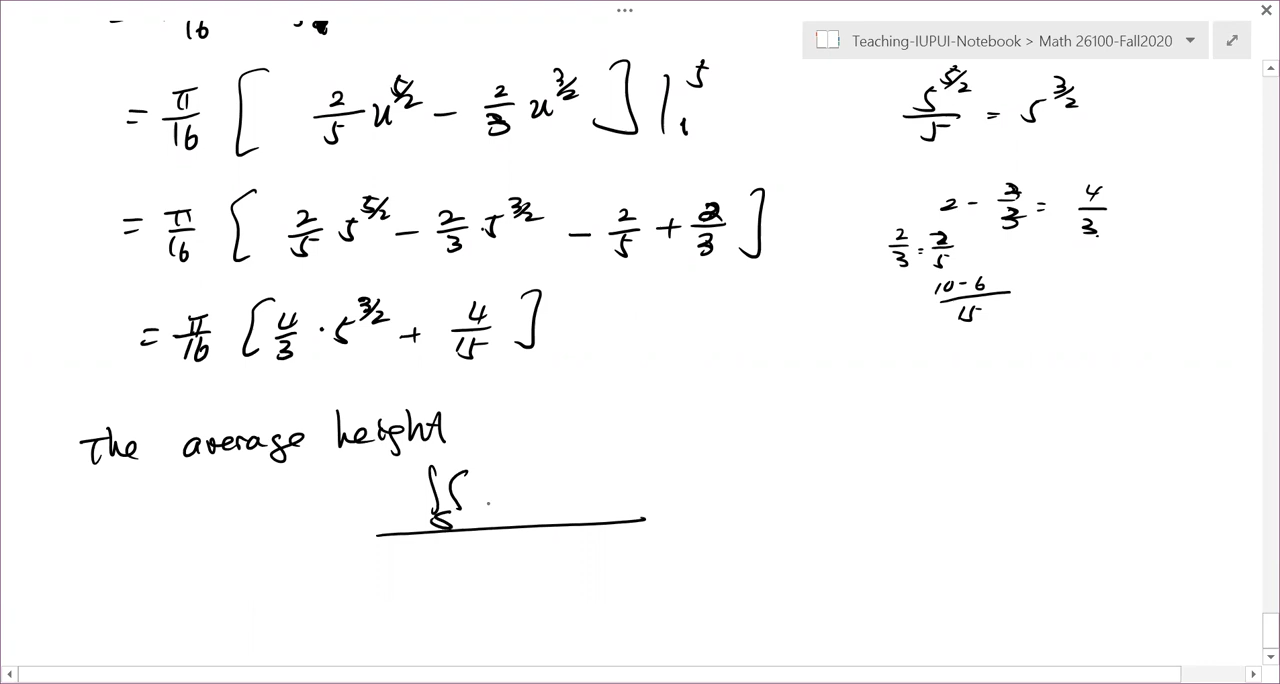 = 16
Teaching-IUPUI-Notebook > Math 26100-Fall2020
= π/16 [ 2/5 u^5/2 − 2/3 u^3/2 ] |_1^5
5^5/2 / 5 = 5^3/2
= π/16 [ 2/5 5^5/2 − 2/3 · 5^3/2 − 2/5 + 2/3 ]
2 − 2/3 = 4/3
2/3 - 2/5
10 − 6 / 15
= π/16 [ 4/3 · 5^3/2 + 4/15 ]
The average height
∬_S